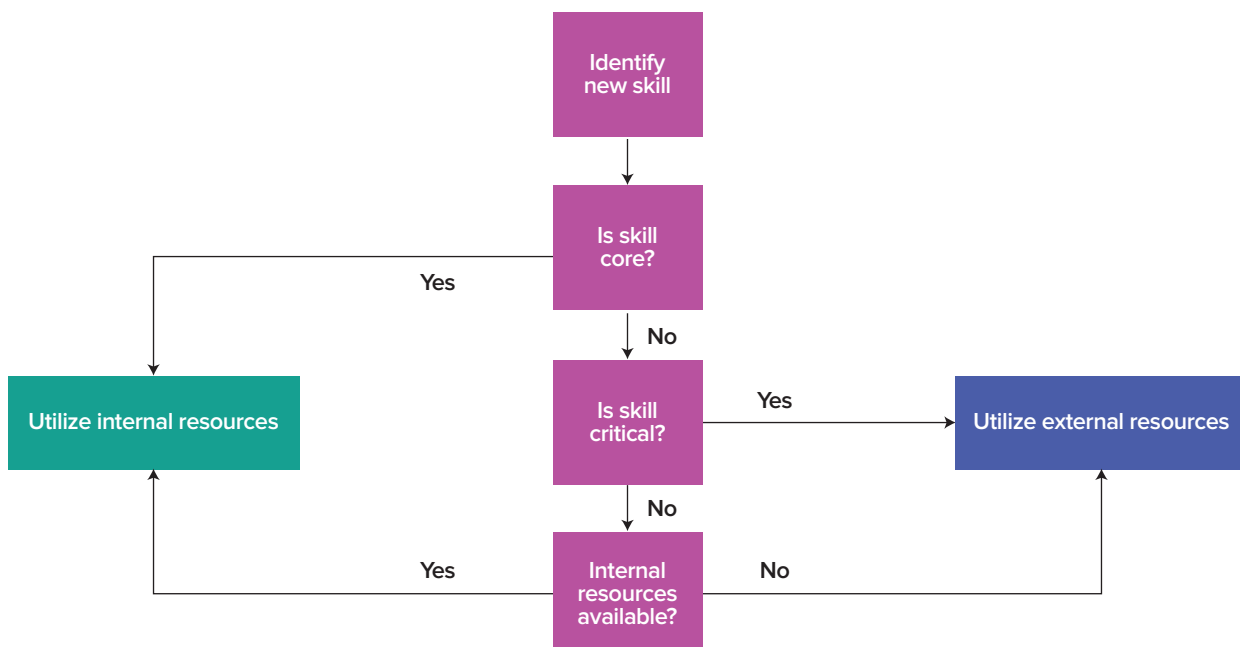 Identify
new skill
Is skill
core?
Yes
No
Utilize internal resources
Is skill
critical?
Yes
Utilize external resources
No
Yes
Internal
resources
available?
No